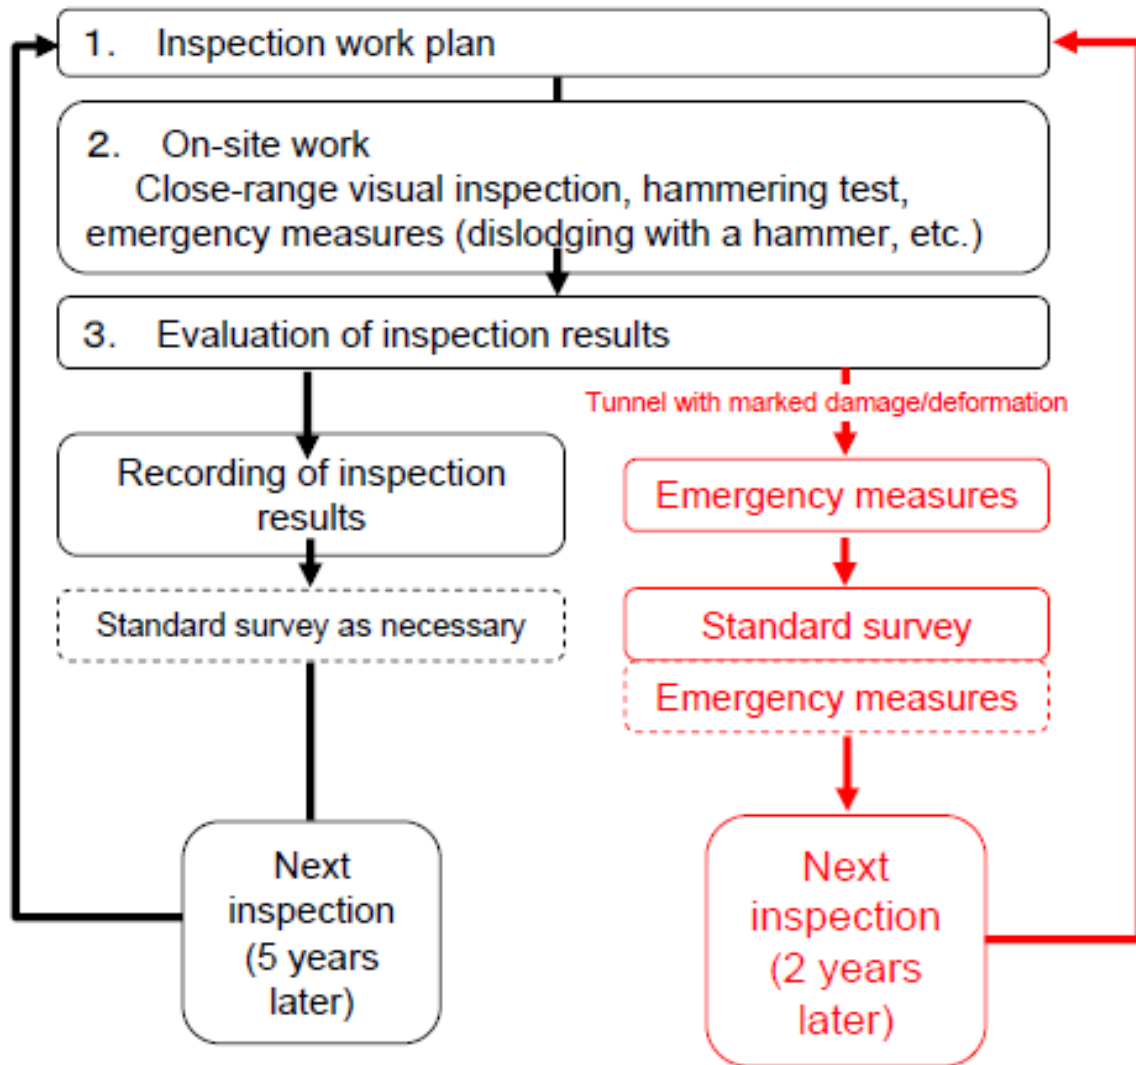 1. Inspection work plan
2. On-site work
Close-range visual inspection, hammering test,
emergency measures (dislodging with a hammer, etc.)
3. Evaluation of inspection results
Tunnel with marked damage/deformation
Recording of inspection
results
Emergency measures
Standard survey as necessary
Standard survey
Emergency measures
Next
inspection
(5 years
later)
Next
inspection
(2 years
later)